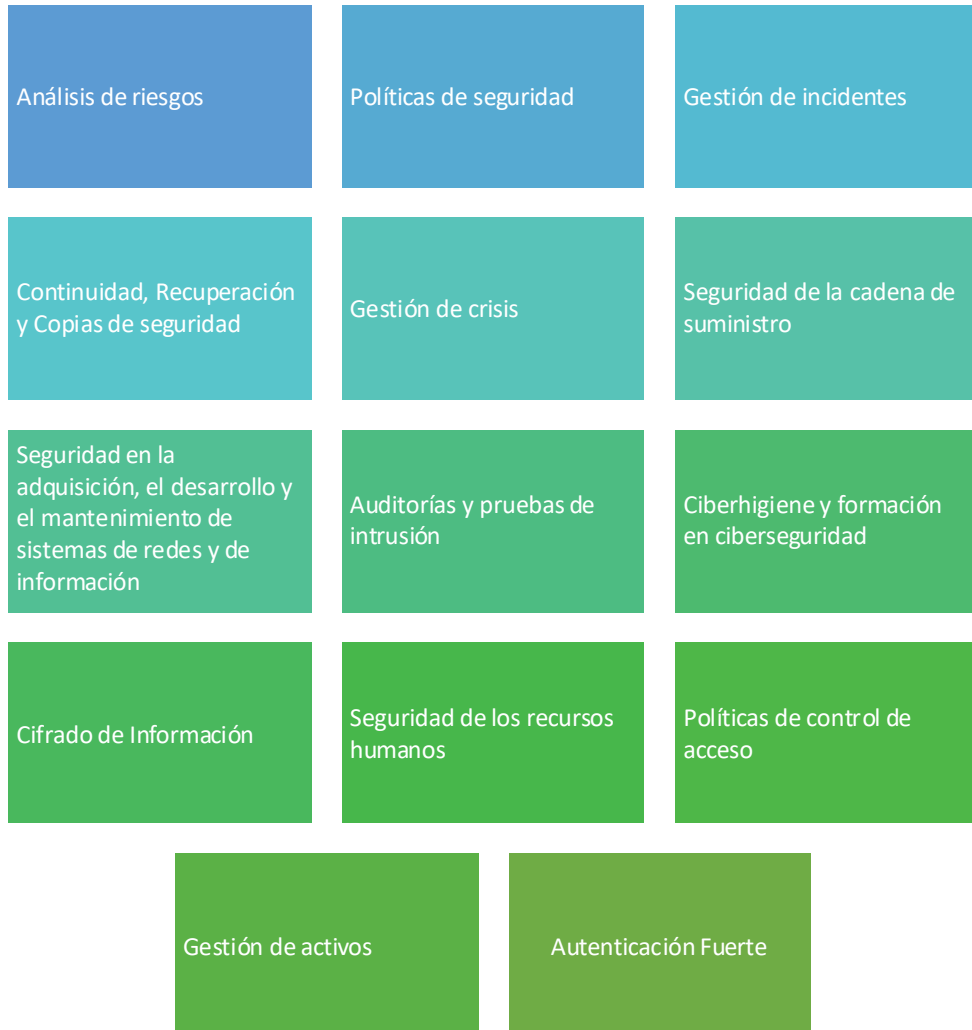 Análisis de riesgos
Políticas de seguridad
Gestión de incidentes
Continuidad, Recuperación
y Copias de seguridad
Gestión de crisis
Seguridad de la cadena de
suministro
Seguridad en la
adquisición, el desarrollo y
el mantenimiento de
sistemas de redes y de
información
Auditorías y pruebas de
intrusión
Ciberhigiene y formación
en ciberseguridad
Cifrado de Información
Seguridad de los recursos
humanos
Políticas de control de
acceso
Gestión de activos
Autenticación Fuerte